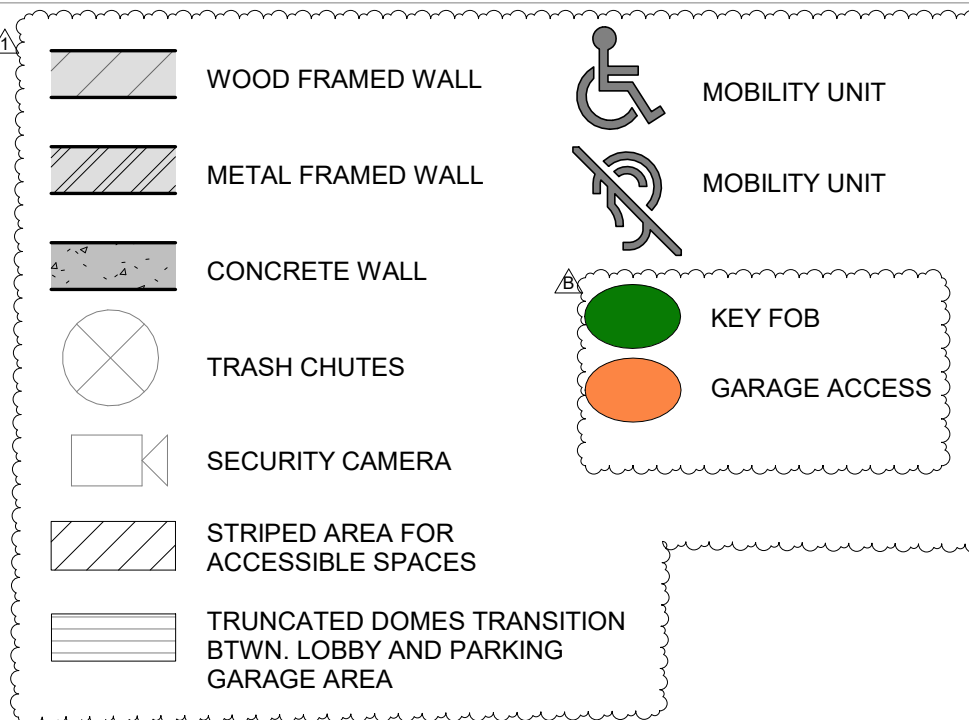 1
WOOD FRAMED WALL
METAL FRAMED WALL
CONCRETE WALL
TRASH CHUTES
SECURITY CAMERA
STRIPED AREA FOR
ACCESSIBLE SPACES
TRUNCATED DOMES TRANSITION
BTWN. LOBBY AND PARKING
GARAGE AREA
MOBILITY UNIT
MOBILITY UNIT
B
KEY FOB
GARAGE ACCESS